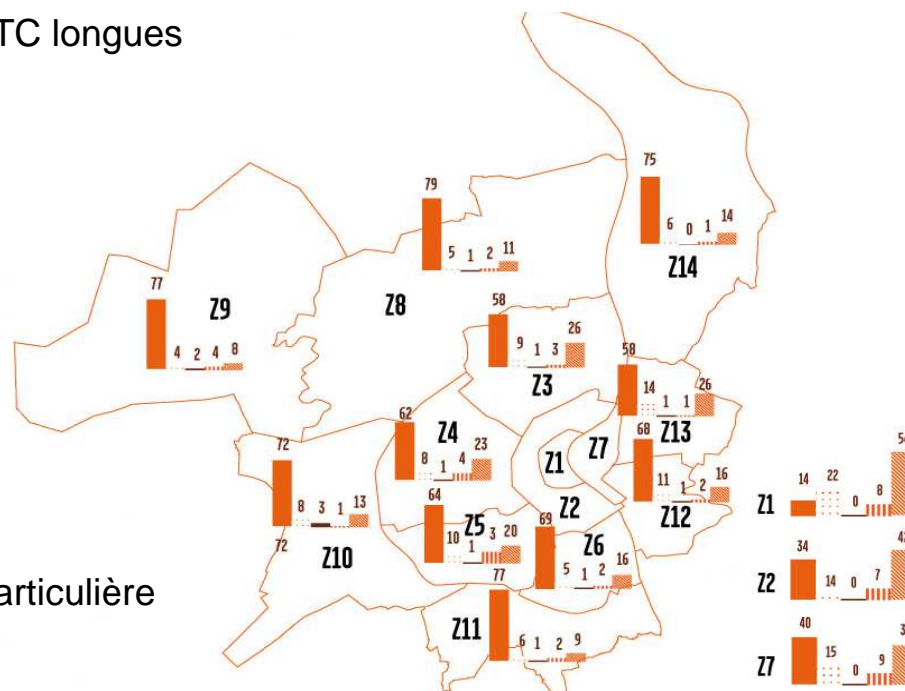 TC longues
75
6 0 1 14
Z14
79
5 1 2 11
Z8
77
4 2 4 8
Z9
58
9 1 3 26
Z3
58
14 1 1 26
Z13
62
8 1 4 23
Z4
Z1
Z7
Z2
68
11 1 2 16
Z12
72
8 3 1 13
72
Z10
64
10 1 3 20
Z5
69
5 1 2 16
Z6
77
6 1 2 9
Z11
articulière
14 22 0 8
Z1
34 14 0 7
Z2
40 15 0 9
Z7